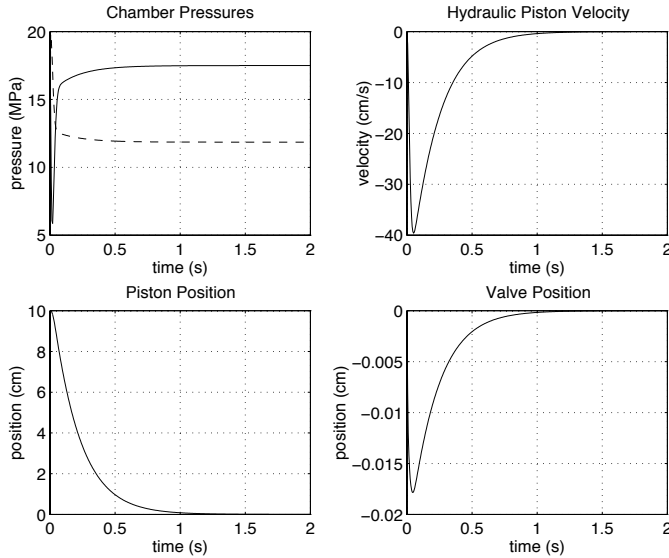 Chamber Pressures
20
15
10
5
pressure (MPa)
0 0.5 1 1.5 2
time (s)
Hydraulic Piston Velocity
0
−10
−20
−30
−40
velocity (cm/s)
0 0.5 1 1.5 2
time (s)
Piston Position
10
8
6
4
2
0
position (cm)
0 0.5 1 1.5 2
time (s)
Valve Position
0
−0.005
−0.01
−0.015
−0.02
position (cm)
0 0.5 1 1.5 2
time (s)